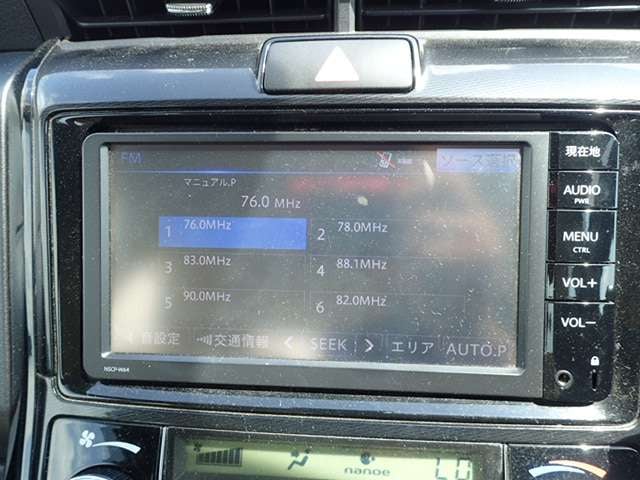 FM ソース選択
マニュアル.P
76.0 MHz
1 76.0MHz 2 78.0MHz
3 83.0MHz 4 88.1MHz
5 90.0MHz 6 82.0MHz
音設定 交通情報 < SEEK > エリア AUTO.P
NSCP-W64
現在地
AUDIO
PWR
MENU
CTRL
VOL+
VOL−
nanoe LO